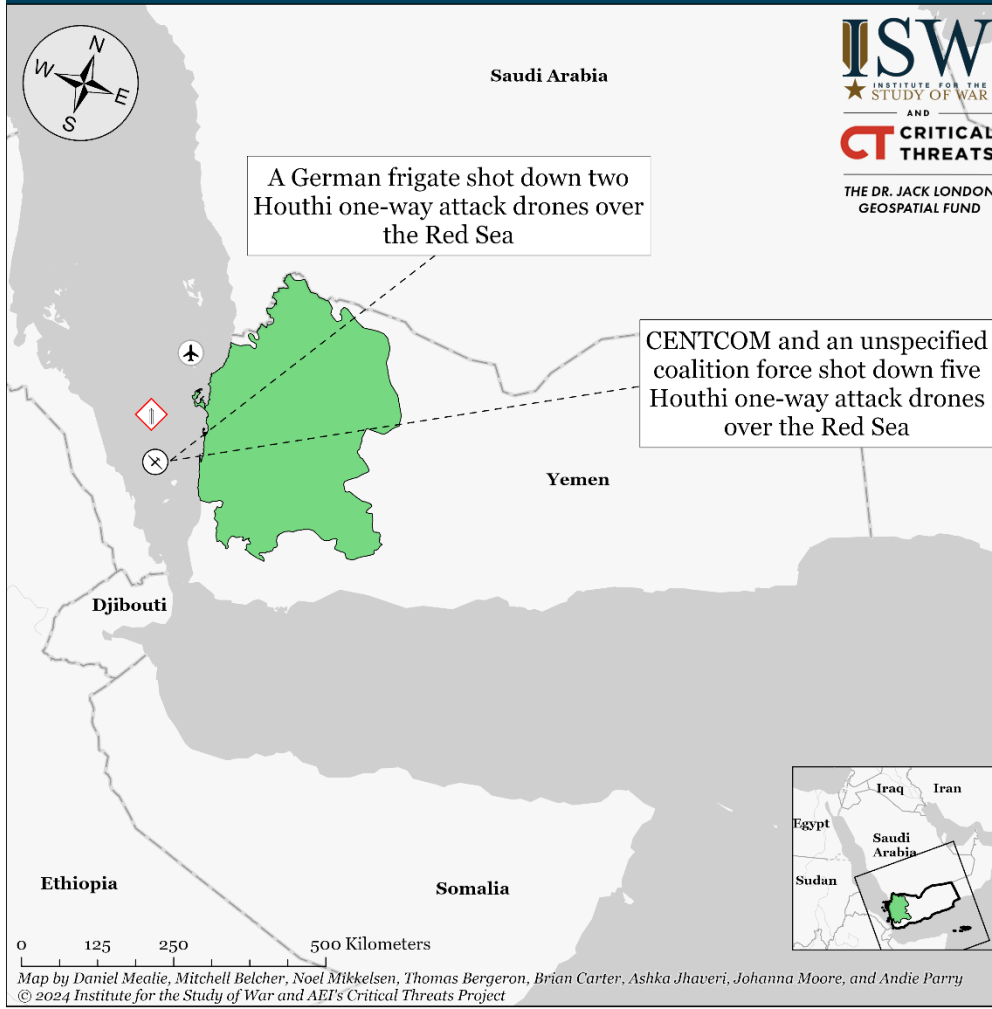 N
W
E
S
Saudi Arabia
ISW
INSTITUTE FOR THE
STUDY OF WAR
AND
CT CRITICAL
THREATS
THE DR. JACK LONDON
GEOSPATIAL FUND
A German frigate shot down two
Houthi one-way attack drones over
the Red Sea
CENTCOM and an unspecified
coalition force shot down five
Houthi one-way attack drones
over the Red Sea
Yemen
Djibouti
Ethiopia
Somalia
Iraq
Iran
Egypt
Saudi
Arabia
Sudan
0 125 250 500 Kilometers
Map by Daniel Mealie, Mitchell Belcher, Noel Mikkelsen, Thomas Bergeron, Brian Carter, Ashka Jhaveri, Johanna Moore, and Andie Parry
© 2024 Institute for the Study of War and AEI's Critical Threats Project